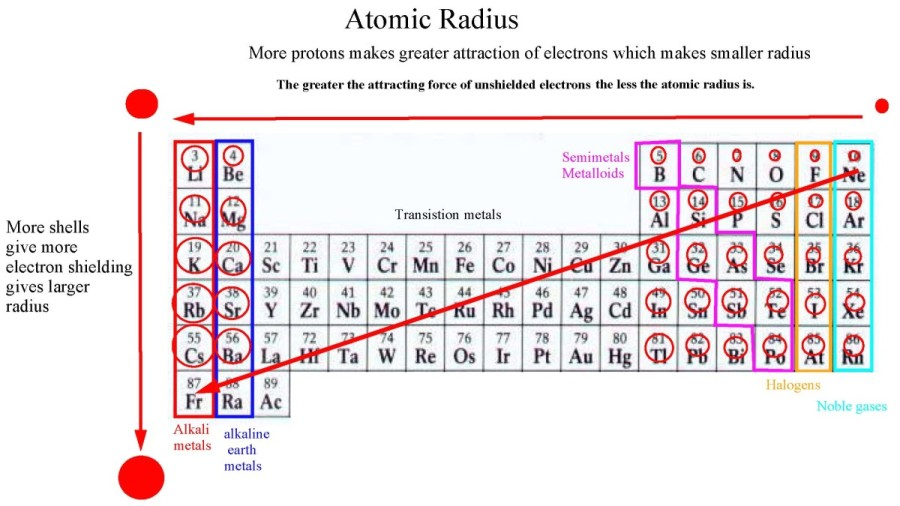 Atomic Radius
More protons makes greater attraction of electrons which makes smaller radius
The greater the attracting force of unshielded electrons the less the atomic radius is.
3 4 5 6 7 8 9 10
Li Be B C N O F Ne
Semimetals
Metalloids
11 12 13 14 15 16 17 18
Na Mg Al Si P S Cl Ar
Transistion metals
More shells
give more
electron shielding
gives larger
radius
19 20 21 22 23 24 25 26 27 28 29 30 31 32 33 34 35 36
K Ca Sc Ti V Cr Mn Fe Co Ni Cu Zn Ga Ge As Se Br Kr
37 38 39 40 41 42 43 44 45 46 47 48 49 50 51 52 53 54
Rb Sr Y Zr Nb Mo Tc Ru Rh Pd Ag Cd In Sn Sb Te I Xe
55 56 57 72 73 74 75 76 77 78 79 80 81 82 83 84 85 86
Cs Ba La Hf Ta W Re Os Ir Pt Au Hg Tl Pb Bi Po At Rn
87 88 89
Fr Ra Ac
Halogens
Noble gases
Alkali
metals
alkaline
earth
metals